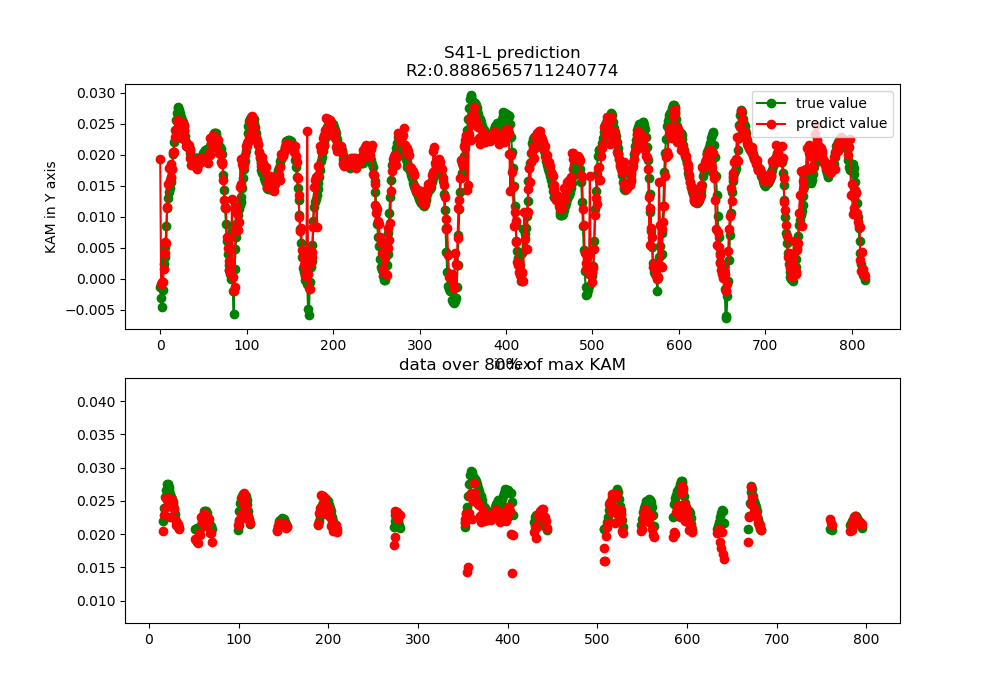 S41-L prediction
R2:0.8886565711240774
true value
predict value
KAM in Y axis
0.030
0.025
0.020
0.015
0.010
0.005
0.000
−0.005
0 100 200 300 400 500 600 700 800
index
data over 80% of max KAM
0.040
0.035
0.030
0.025
0.020
0.015
0.010
0 100 200 300 400 500 600 700 800